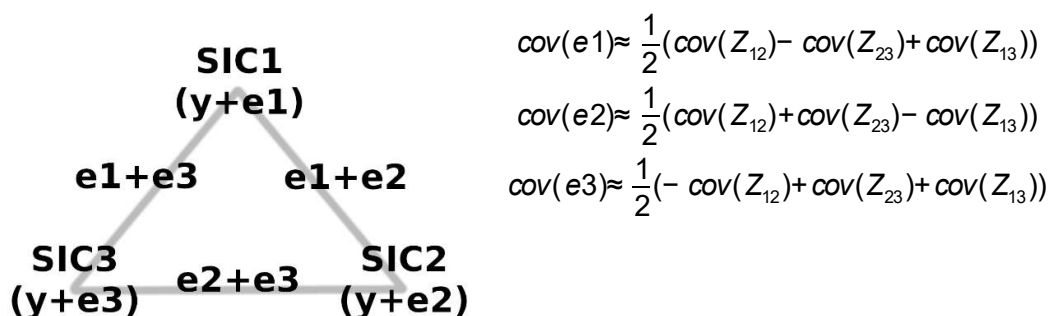 SIC1
(y+e1)
e1+e3
e1+e2
SIC3
(y+e3)
e2+e3
SIC2
(y+e2)
cov(e1)≈ 1/2(cov(Z₁₂)− cov(Z₂₃)+cov(Z₁₃))
cov(e2)≈ 1/2(cov(Z₁₂)+cov(Z₂₃)− cov(Z₁₃))
cov(e3)≈ 1/2(− cov(Z₁₂)+cov(Z₂₃)+cov(Z₁₃))